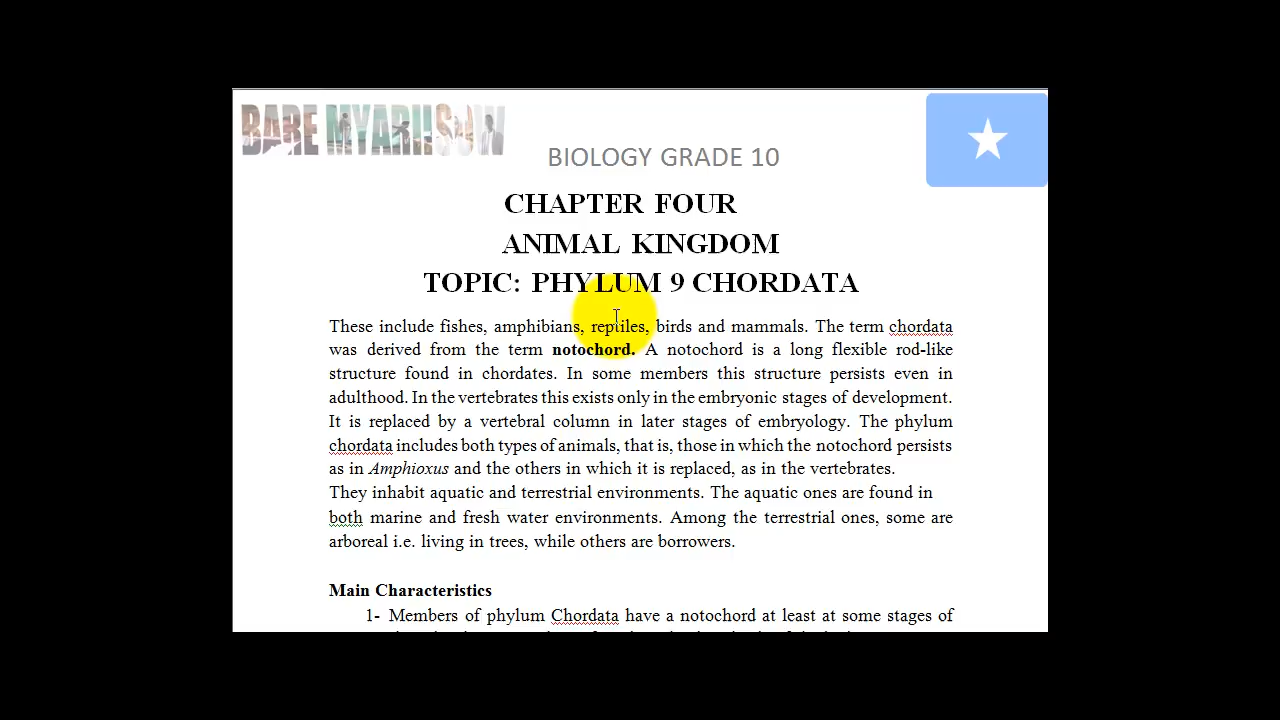 BARE MYARIISOW
BIOLOGY GRADE 10
CHAPTER FOUR
ANIMAL KINGDOM
TOPIC: PHYLUM 9 CHORDATA
These include fishes, amphibians, reptiles, birds and mammals. The term chordata
was derived from the term notochord. A notochord is a long flexible rod-like
structure found in chordates. In some members this structure persists even in
adulthood. In the vertebrates this exists only in the embryonic stages of development.
It is replaced by a vertebral column in later stages of embryology. The phylum
chordata includes both types of animals, that is, those in which the notochord persists
as in Amphioxus and the others in which it is replaced, as in the vertebrates.
They inhabit aquatic and terrestrial environments. The aquatic ones are found in
both marine and fresh water environments. Among the terrestrial ones, some are
arboreal i.e. living in trees, while others are borrowers.
Main Characteristics
1- Members of phylum Chordata have a notochord at least at some stages of